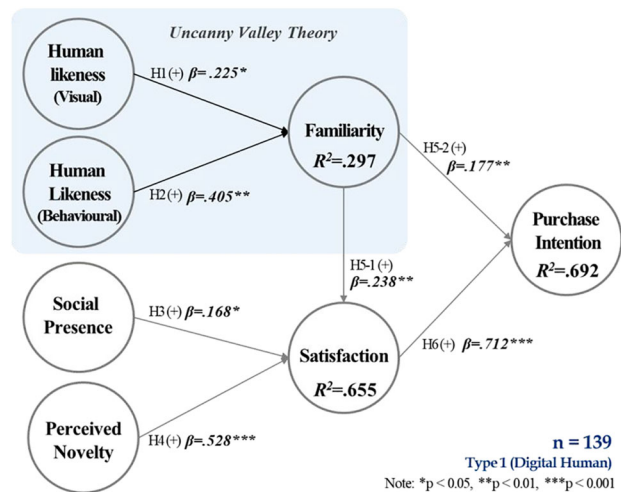 Uncanny Valley Theory
Human
likeness
(Visual)
H1(+) β= .225*
Familiarity
R²=.297
Human
Likeness
(Behavioural)
H2(+) β=.405**
H5-2 (+)
β=.177**
Purchase
Intention
R²=.692
H5-1 (+)
β=.238**
Social
Presence
H3(+) β=.168*
Satisfaction
R²=.655
H6(+) β=.712***
Perceived
Novelty
H4(+) β=.528***
n = 139
Type 1 (Digital Human)
Note: *p < 0.05, **p < 0.01, ***p < 0.001